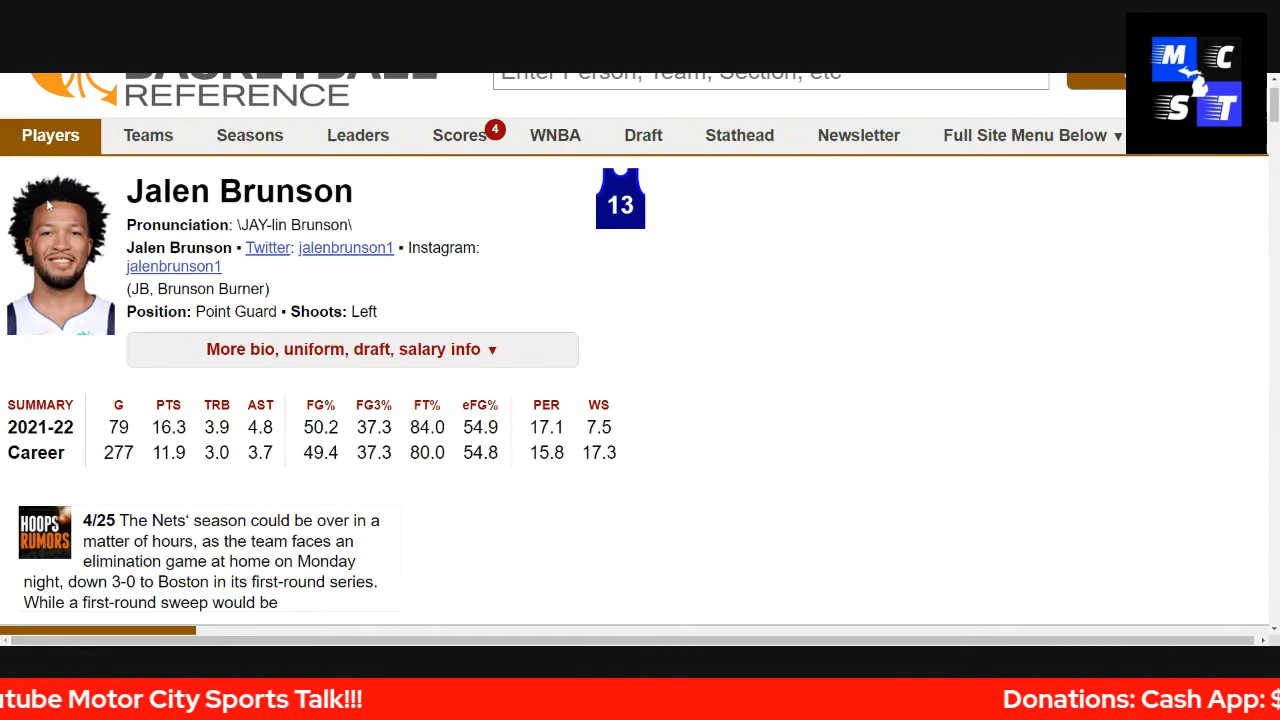 BASKETBALL
REFERENCE
Enter Person, Team, Section, etc
M C
S T
Players Teams Seasons Leaders Scores 4 WNBA Draft Stathead Newsletter Full Site Menu Below ▼
Jalen Brunson
13
Pronunciation: \JAY-lin Brunson\
Jalen Brunson ▪ Twitter: jalenbrunson1 ▪ Instagram:
jalenbrunson1
(JB, Brunson Burner)
Position: Point Guard ▪ Shoots: Left
More bio, uniform, draft, salary info ▼
SUMMARY G PTS TRB AST FG% FG3% FT% eFG% PER WS
2021-22 79 16.3 3.9 4.8 50.2 37.3 84.0 54.9 17.1 7.5
Career 277 11.9 3.0 3.7 49.4 37.3 80.0 54.8 15.8 17.3
HOOPS
RUMORS
4/25 The Nets‘ season could be over in a
matter of hours, as the team faces an
elimination game at home on Monday
night, down 3-0 to Boston in its first-round series.
While a first-round sweep would be
utube Motor City Sports Talk!!! Donations: Cash App: $